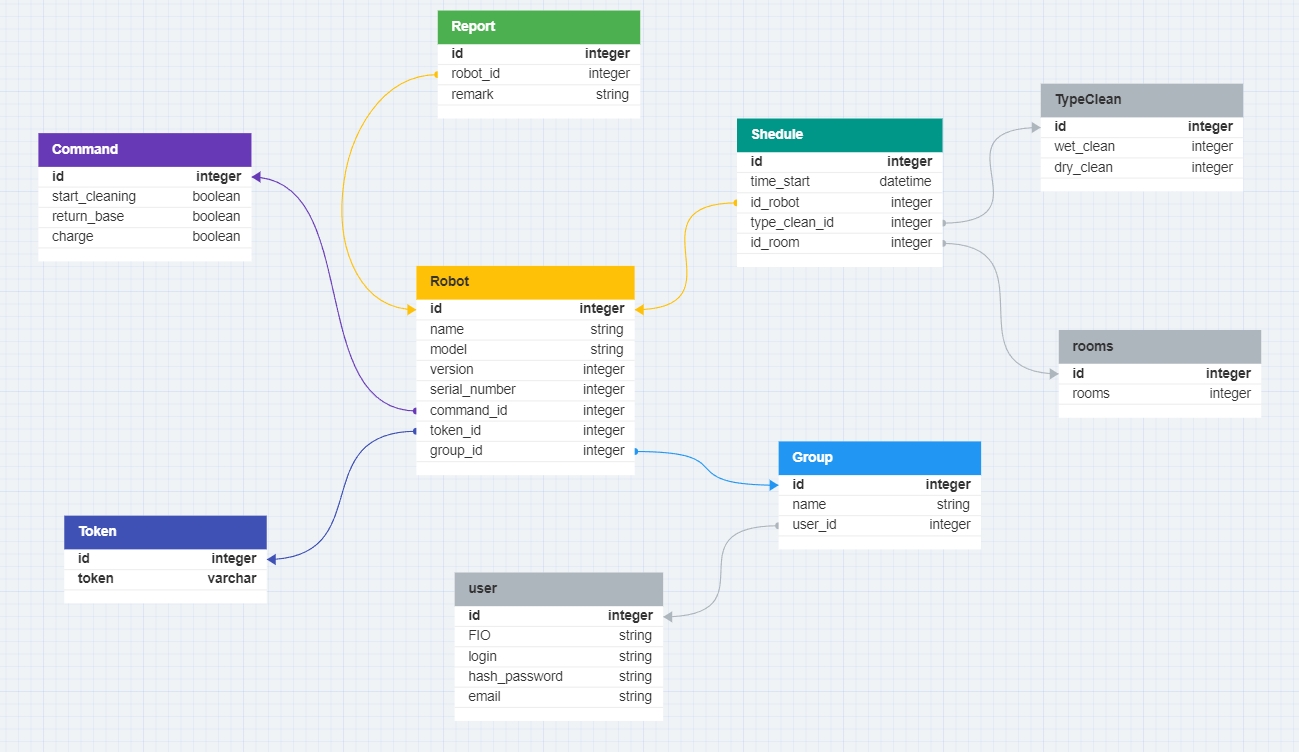 Report
id integer
robot_id integer
remark string
Command
id integer
start_cleaning boolean
return_base boolean
charge boolean
Shedule
id integer
time_start datetime
id_robot integer
type_clean_id integer
id_room integer
TypeClean
id integer
wet_clean integer
dry_clean integer
Robot
id integer
name string
model string
version integer
serial_number integer
command_id integer
token_id integer
group_id integer
rooms
id integer
rooms integer
Group
id integer
name string
user_id integer
Token
id integer
token varchar
user
id integer
FIO string
login string
hash_password string
email string